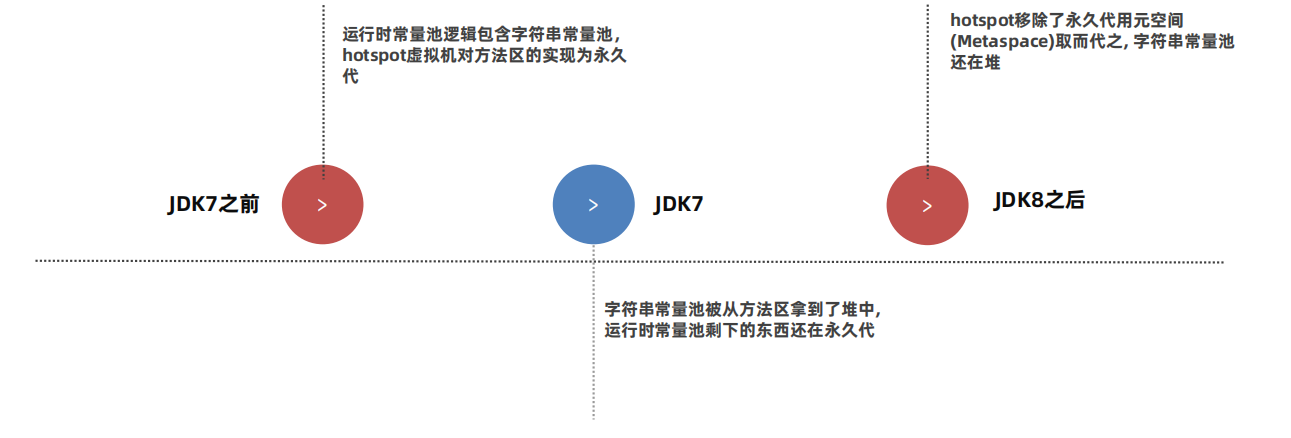 运行时常量池逻辑包含字符串常量池，
hotspot虚拟机对方法区的实现为永久
代
hotspot移除了永久代用元空间
(Metaspace)取而代之, 字符串常量池
还在堆
JDK7之前
>
>
JDK7
>
JDK8之后
字符串常量池被从方法区拿到了堆中,
运行时常量池剩下的东西还在永久代